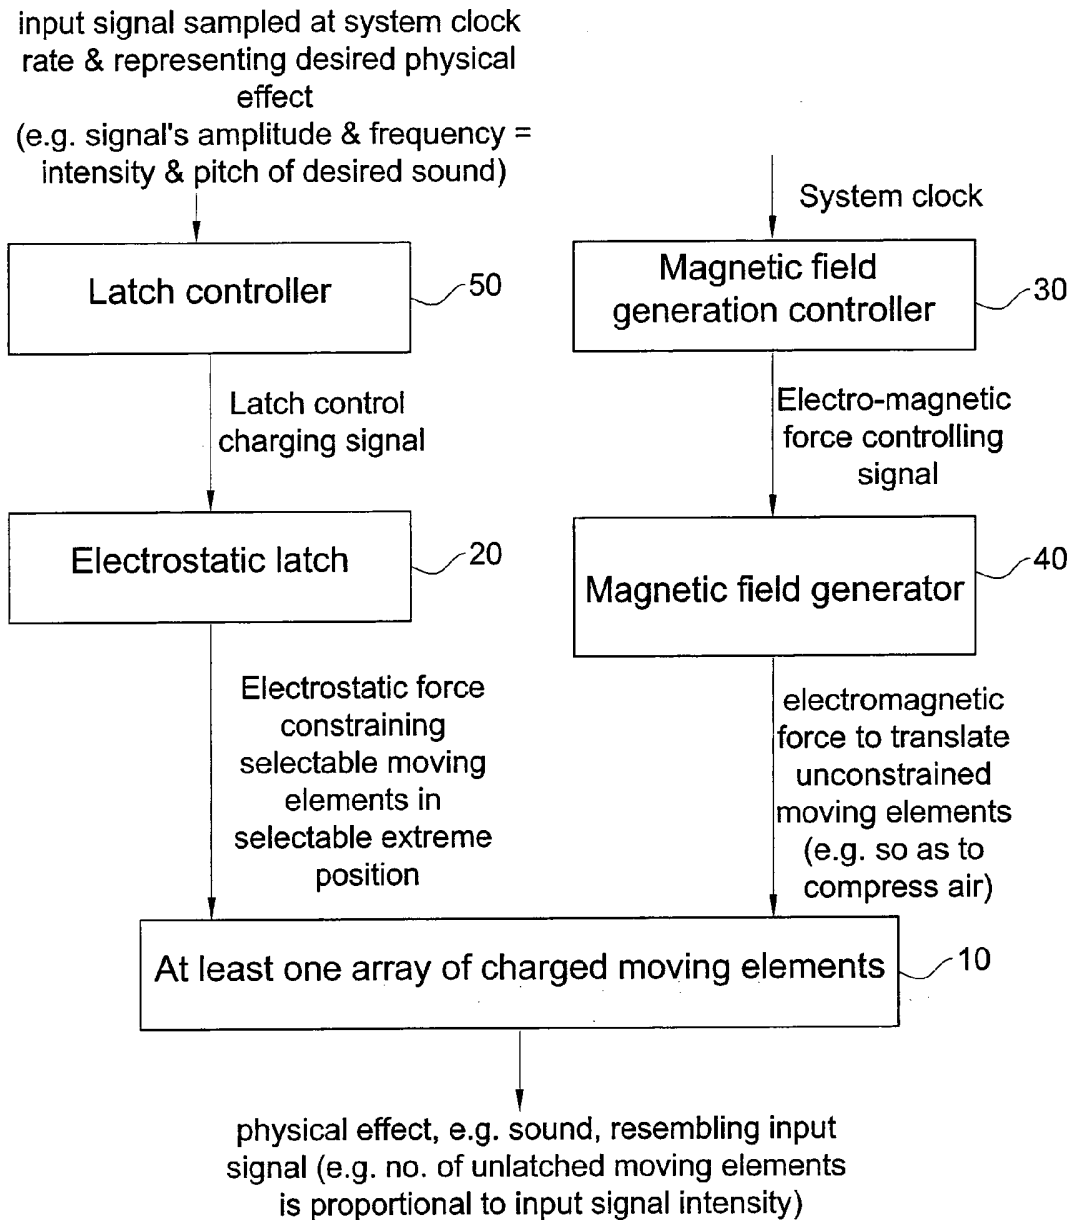 input signal sampled at system clock
rate & representing desired physical
effect
(e.g. signal's amplitude & frequency =
intensity & pitch of desired sound)
System clock
Latch controller
50
Magnetic field
generation controller
30
Latch control
charging signal
Electro-magnetic
force controlling
signal
Electrostatic latch
20
Magnetic field generator
40
Electrostatic force
constraining
selectable moving
elements in
selectable extreme
position
electromagnetic
force to translate
unconstrained
moving elements
(e.g. so as to
compress air)
At least one array of charged moving elements
10
physical effect, e.g. sound, resembling input
signal (e.g. no. of unlatched moving elements
is proportional to input signal intensity)